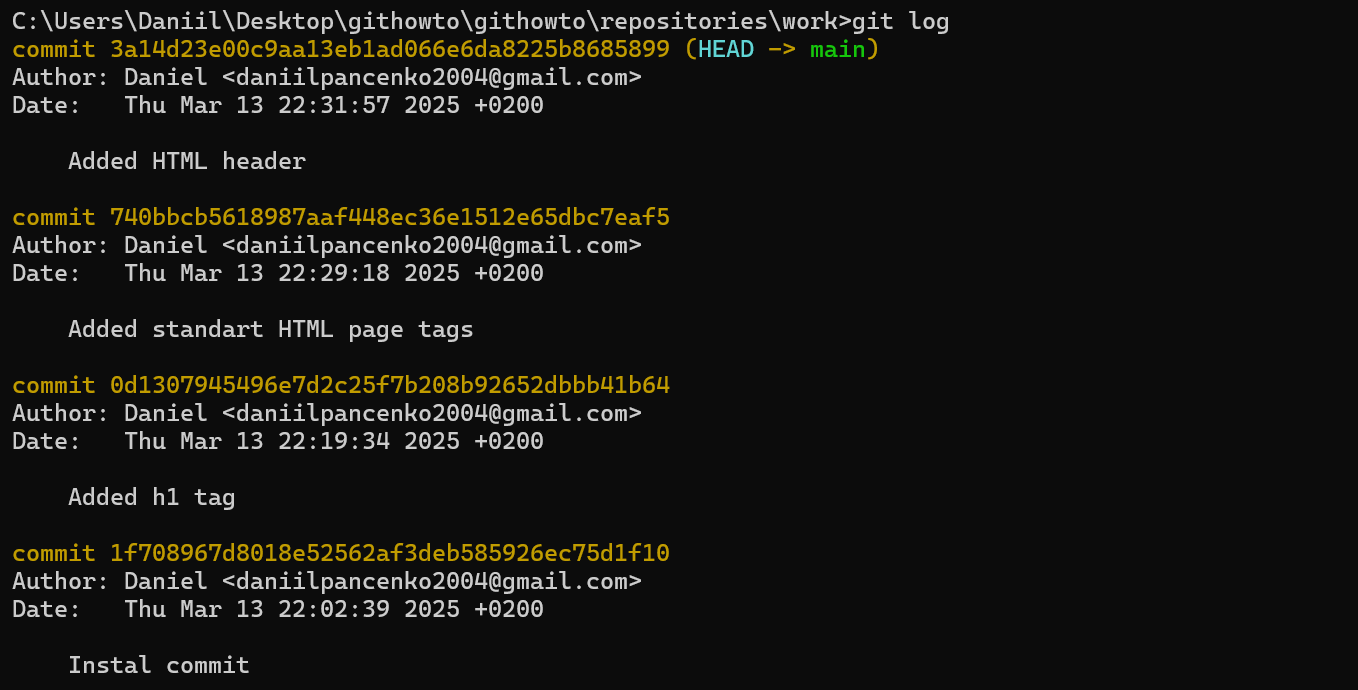 C:\Users\Daniil\Desktop\githowto\githowto\repositories\work>git log
commit 3a14d23e00c9aa13eb1ad066e6da8225b8685899 (HEAD -> main)
Author: Daniel <daniilpancenko2004@gmail.com>
Date:   Thu Mar 13 22:31:57 2025 +0200
    Added HTML header
commit 740bbcb5618987aaf448ec36e1512e65dbc7eaf5
Author: Daniel <daniilpancenko2004@gmail.com>
Date:   Thu Mar 13 22:29:18 2025 +0200
    Added standart HTML page tags
commit 0d1307945496e7d2c25f7b208b92652dbbb41b64
Author: Daniel <daniilpancenko2004@gmail.com>
Date:   Thu Mar 13 22:19:34 2025 +0200
    Added h1 tag
commit 1f708967d8018e52562af3deb585926ec75d1f10
Author: Daniel <daniilpancenko2004@gmail.com>
Date:   Thu Mar 13 22:02:39 2025 +0200
    Instal commit